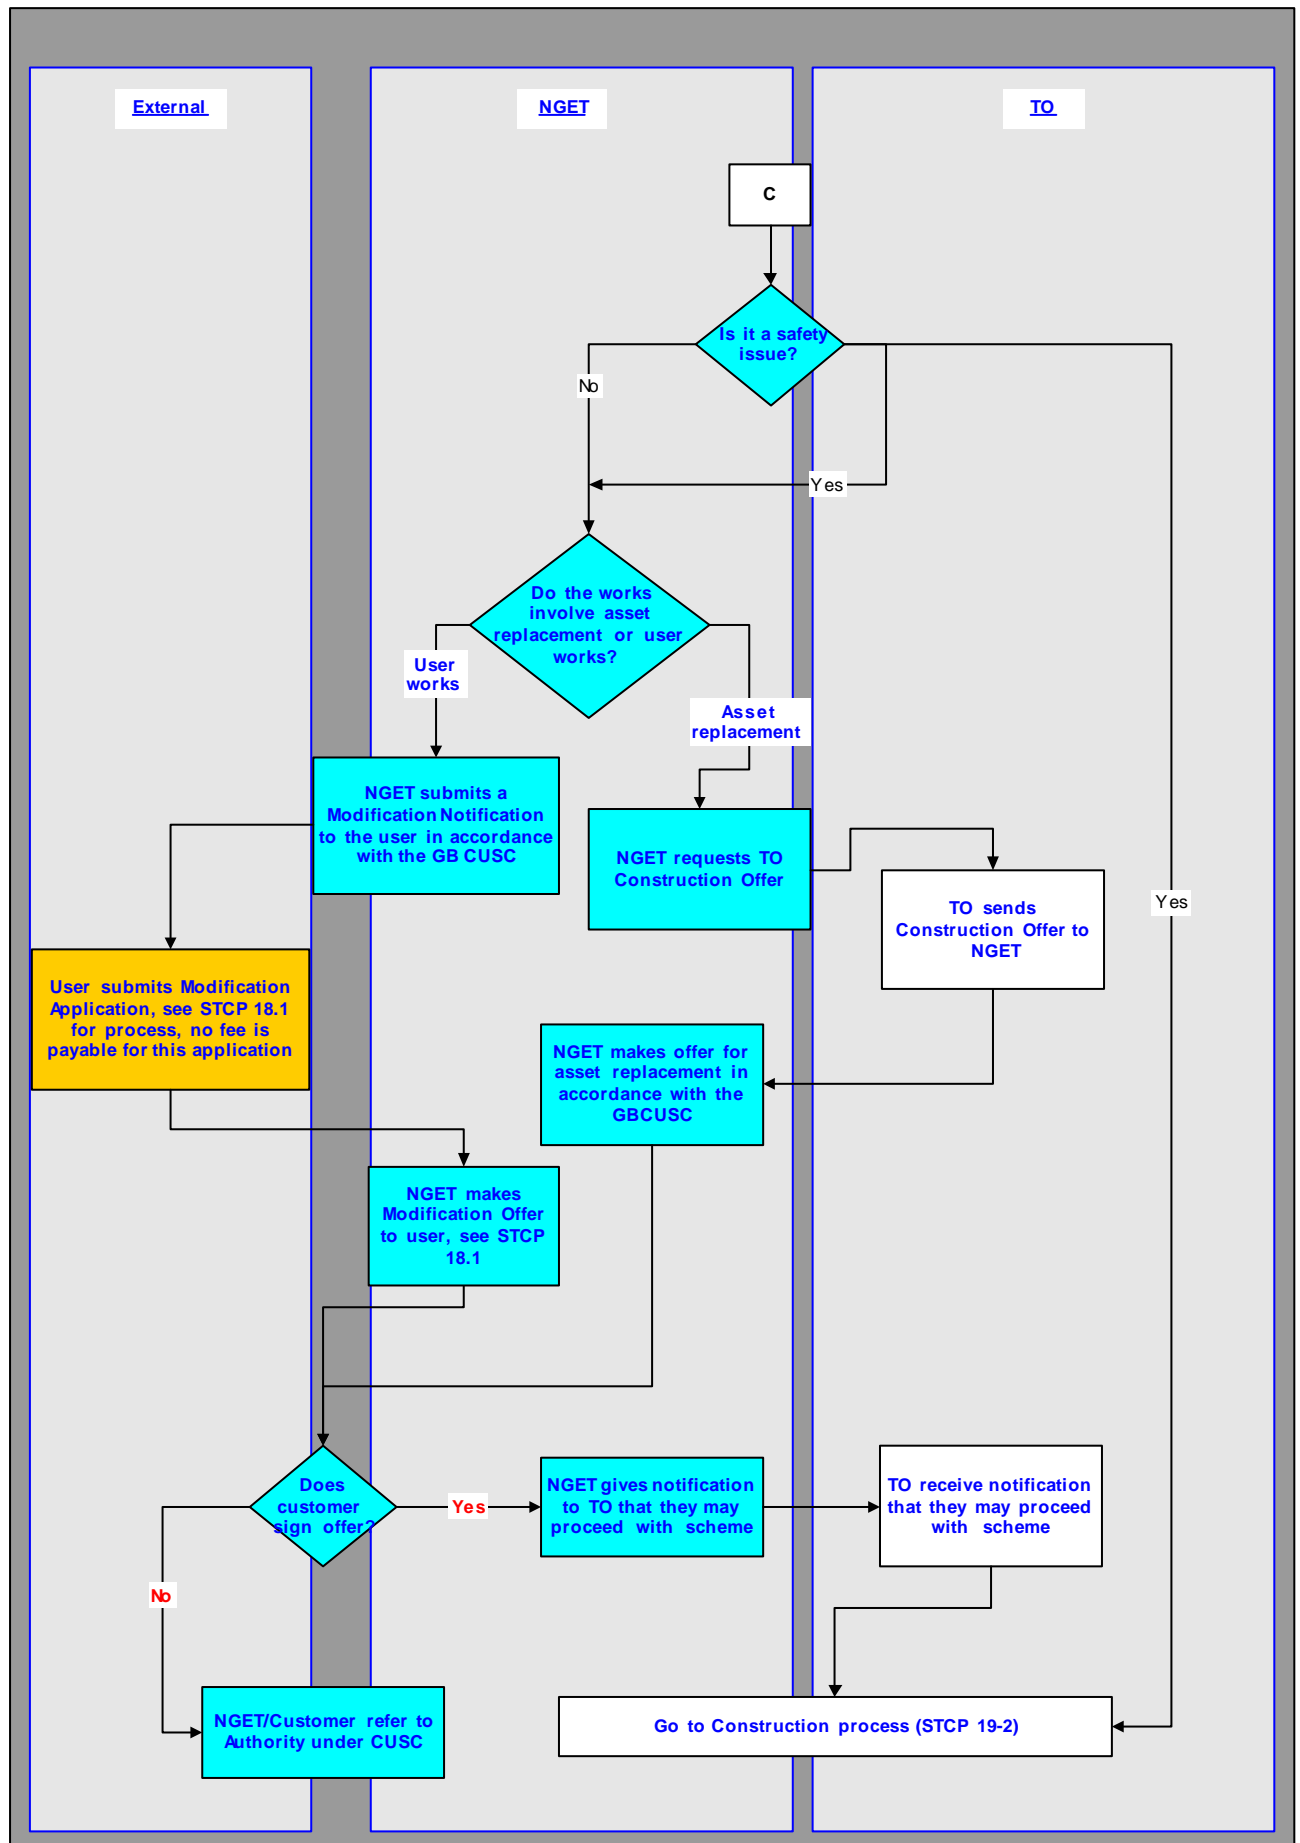 External
NGET
TO
C
Is it a safety
issue?
No
Yes
Do the works
involve asset
replacement or user
works?
User
works
Asset
replacement
NGET submits a
Modification Notification
to the user in accordance
with the GB CUSC
NGET requests TO
Construction Offer
TO sends
Construction Offer to
NGET
Yes
User submits Modification
Application, see STCP 18.1
for process, no fee is
payable for this application
NGET makes offer for
asset replacement in
accordance with the
GBCUSC
NGET makes
Modification Offer
to user, see STCP
18.1
Does
customer
sign offer?
Yes
NGET gives notification
to TO that they may
proceed with scheme
TO receive notification
that they may proceed
with scheme
No
NGET/Customer refer to
Authority under CUSC
Go to Construction process (STCP 19-2)